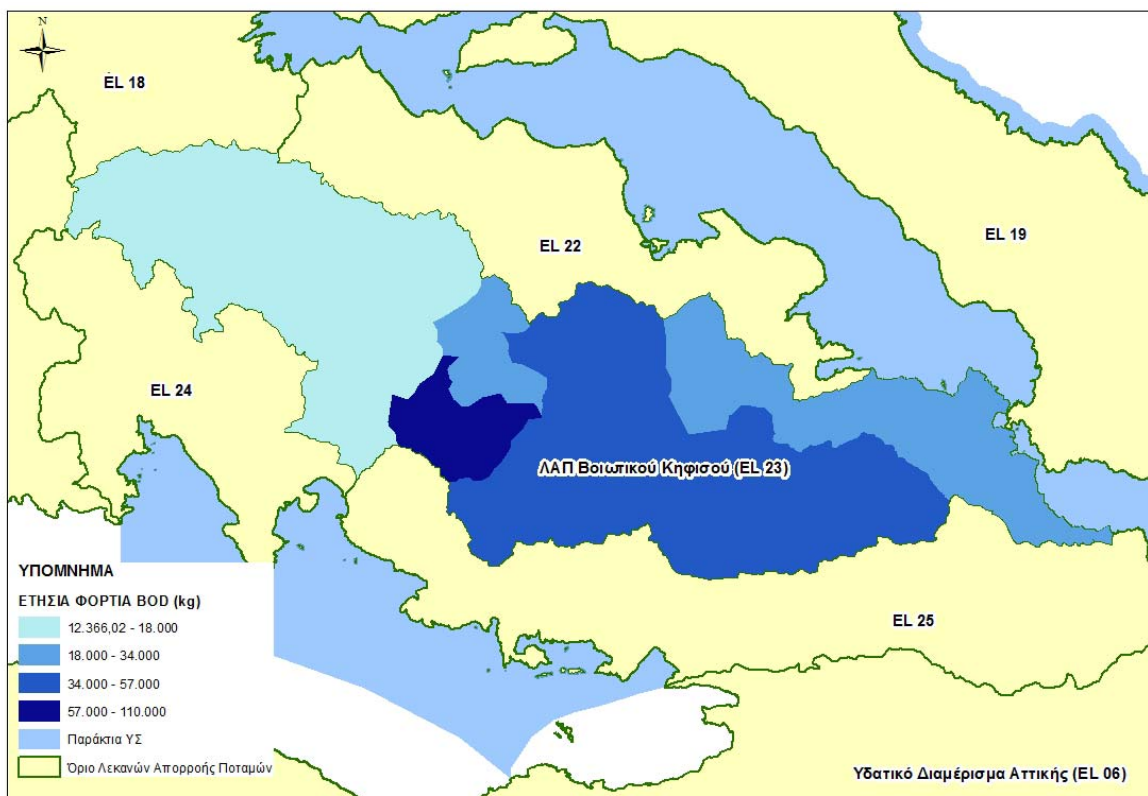 N
EL 18
EL 22
EL 19
EL 24
ΛΑΠ Βοιωτικού Κηφισού (EL 23)
ΥΠΟΜΝΗΜΑ
ΕΤΗΣΙΑ ΦΟΡΤΙΑ BOD (kg)
12.366,02 - 18.000
18.000 - 34.000
34.000 - 57.000
57.000 - 110.000
Παράκτια ΥΣ
Όριο Λεκανών Απορροής Ποταμών
EL 25
Υδατικό Διαμέρισμα Αττικής (EL 06)